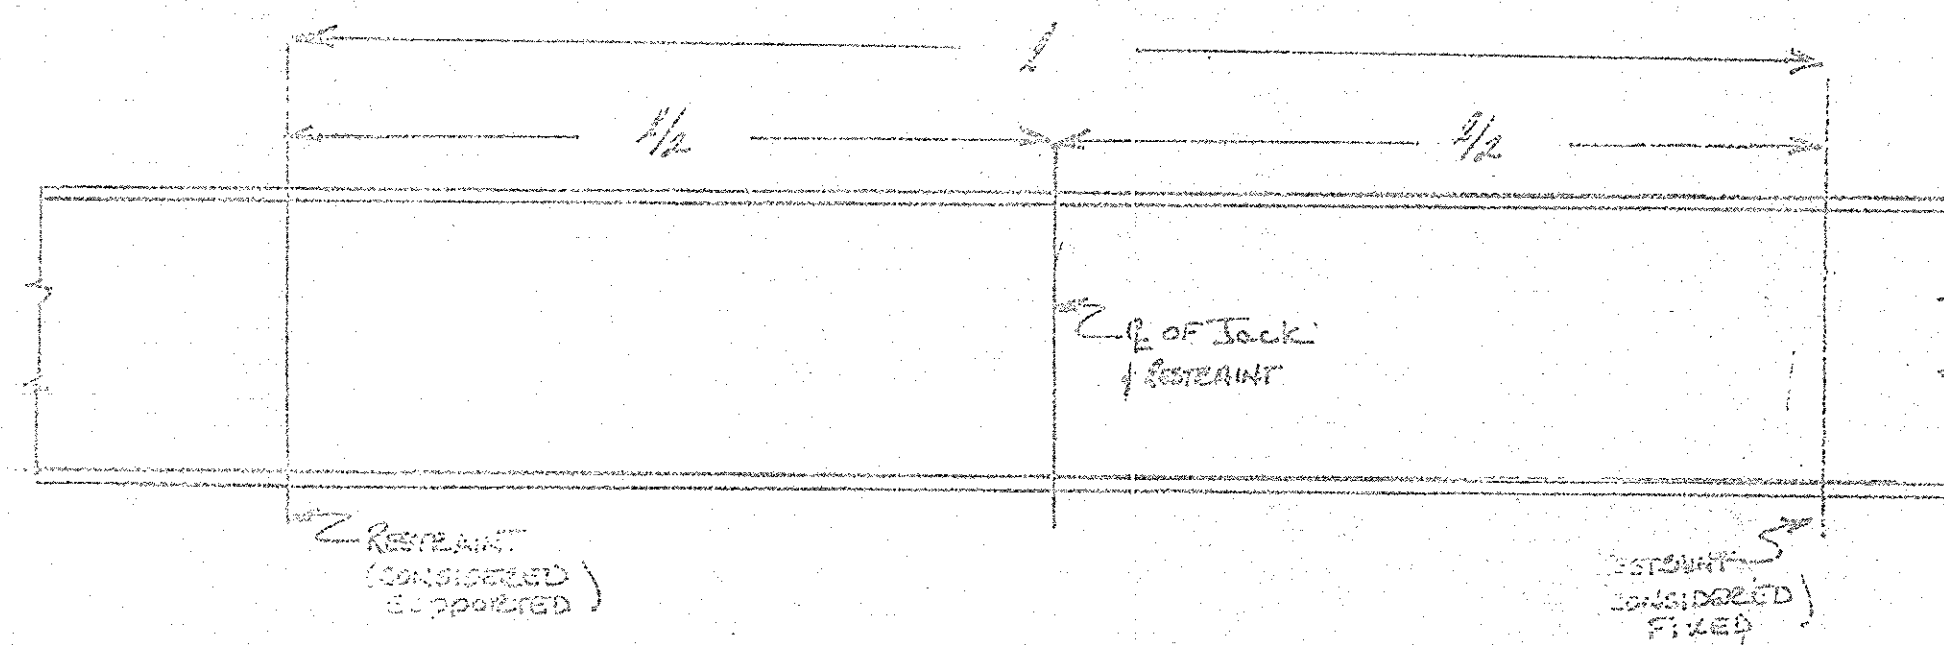 l
l/2
l/2
℄ OF Jack
& RESTRAINT
RESTRAINT
(CONSIDERED
SUPPORTED)
RESTRAINT
(CONSIDERED
FIXED)